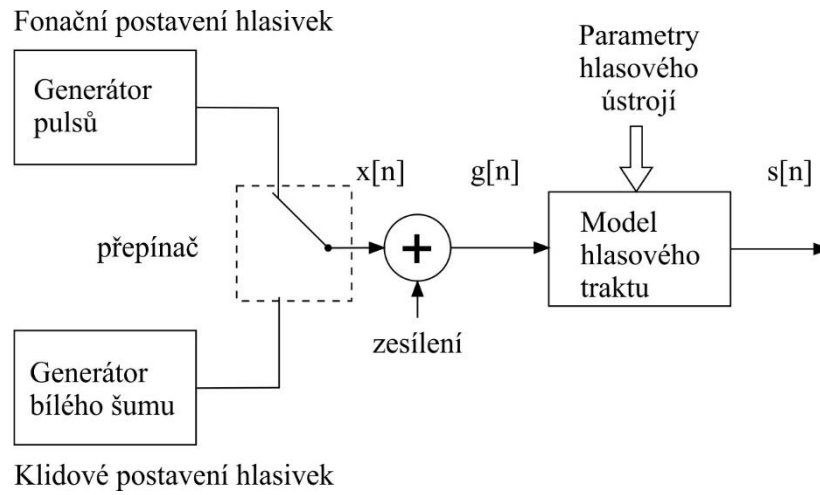 Fonační postavení hlasivek
Generátor
pulsů
Parametry
hlasového
ústrojí
x[n]
g[n]
s[n]
přepínač
+
Model
hlasového
traktu
zesílení
Generátor
bílého šumu
Klidové postavení hlasivek